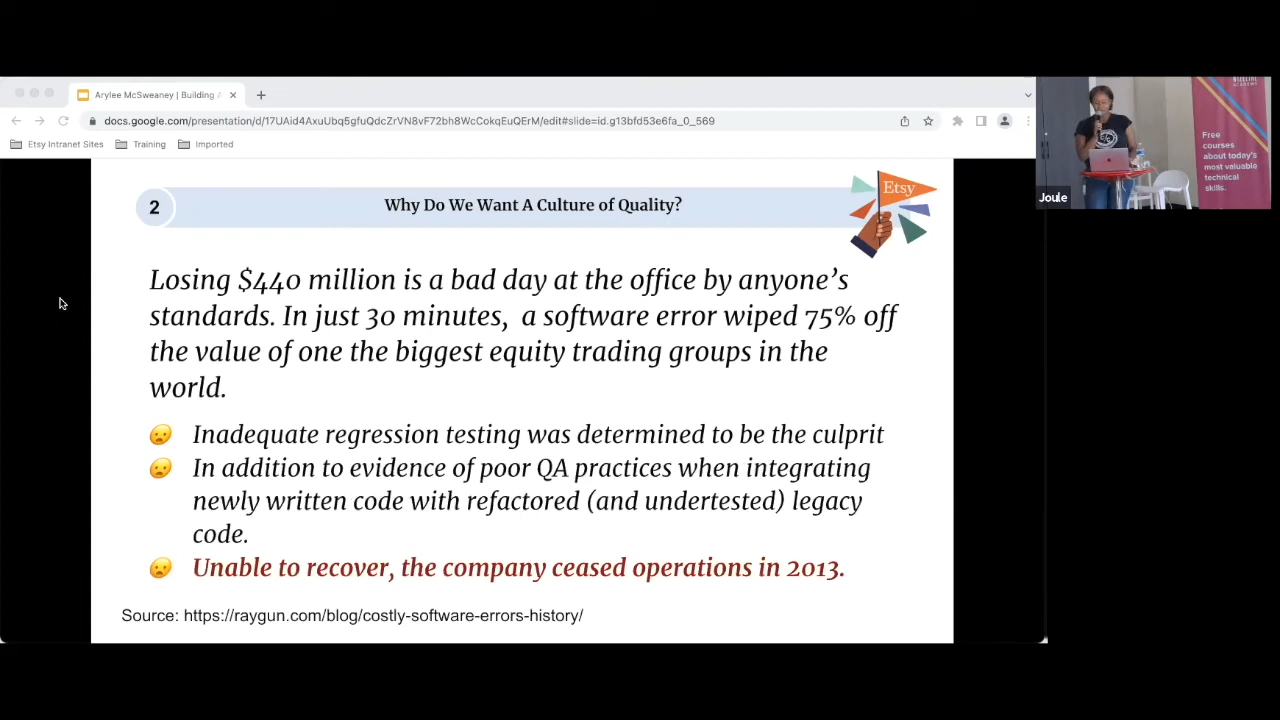 Arylee McSweaney | Building A
docs.google.com/presentation/d/17UAid4AxuUbq5gfuQdcZrVN8vF72bh8WcCokqEuQErM/edit#slide=id.g13bfd53e6fa_0_569
Etsy Intranet Sites
Training
Imported
2
Why Do We Want A Culture of Quality?
Etsy
Losing $440 million is a bad day at the office by anyone's
standards. In just 30 minutes, a software error wiped 75% off
the value of one the biggest equity trading groups in the
world.
Inadequate regression testing was determined to be the culprit
In addition to evidence of poor QA practices when integrating
newly written code with refactored (and undertested) legacy
code.
Unable to recover, the company ceased operations in 2013.
Source: https://raygun.com/blog/costly-software-errors-history/
ACADEMY
Free
courses
about today's
most valuable
technical
skills.
Joule